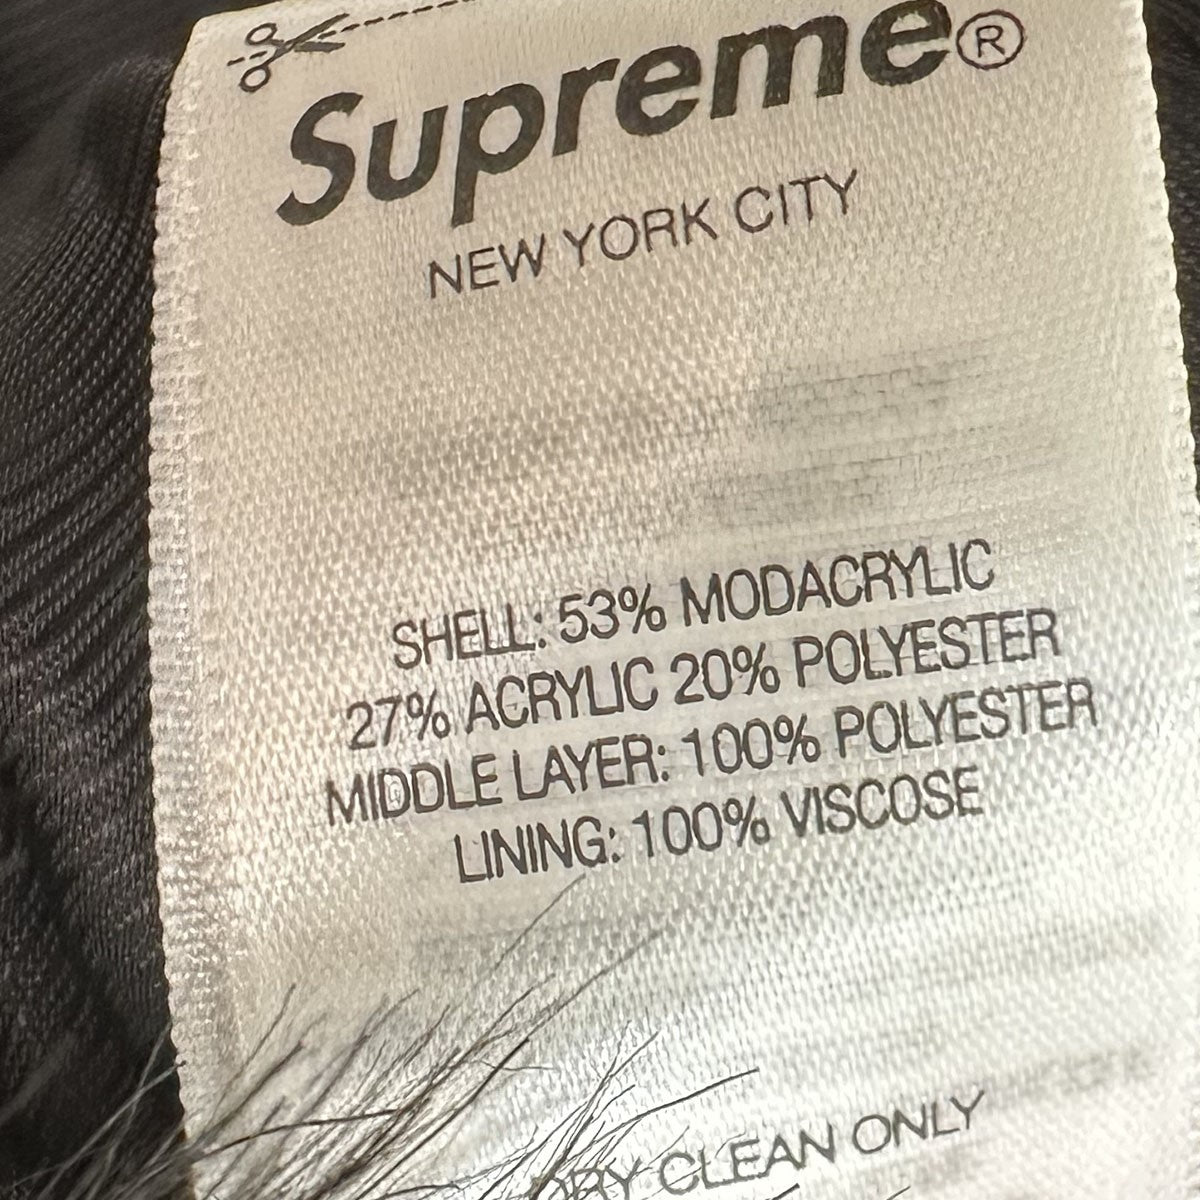 Supreme®
NEW YORK CITY
SHELL: 53% MODACRYLIC
27% ACRYLIC 20% POLYESTER
MIDDLE LAYER: 100% POLYESTER
LINING: 100% VISCOSE
DRY CLEAN ONLY